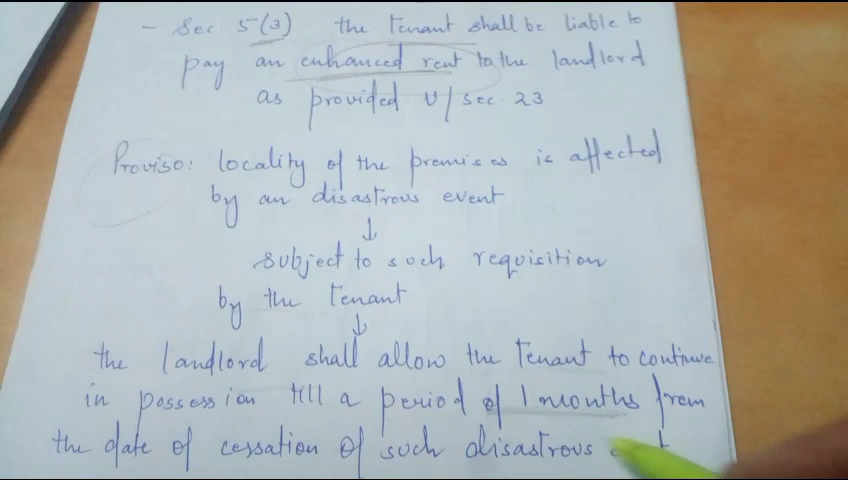 - Sec. 5(3) the Tenant shall be liable to
pay an enhanced rent to the landlord
as provided u/sec. 23
Proviso: locality of the premises is affected
by an disastrous event
↓
subject to such requisition
by the tenant
↓
the landlord shall allow the Tenant to continue
in possession till a period of 1 months from
the date of cessation of such disastrous